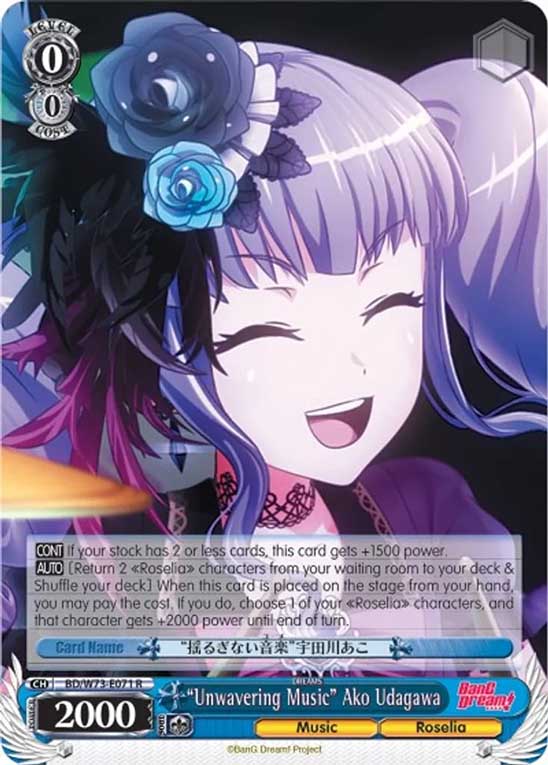 LEVEL
0
0
COST
CONT If your stock has 2 or less cards, this card gets +1500 power.
AUTO [Return 2 «Roselia» characters from your waiting room to your deck &
Shuffle your deck] When this card is placed on the stage from your hand,
you may pay the cost. If you do, choose 1 of your «Roselia» characters, and
that character gets +2000 power until end of turn.
Card Name
"揺るぎない音楽"宇田川あこ
CH BD/W73-E071 R
DREAMS
"Unwavering Music" Ako Udagawa
BanG Dream!
POWER
2000
SOUL
Music
Roselia
©BanG Dream! Project